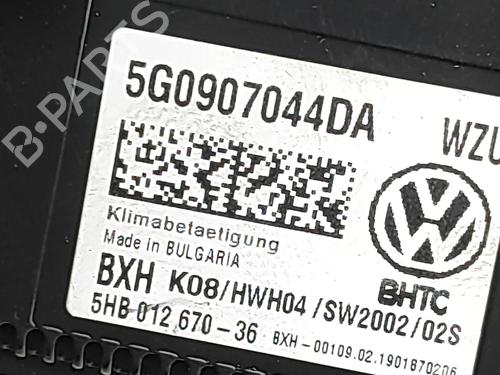 5G0907044DA WZU
Klimabetaetigung
Made in BULGARIA
BHTC
BXH K08/HWH04/SW2002/02S
5HB 012 670-36 BXH-00109.02.1901870206
B-PARTS